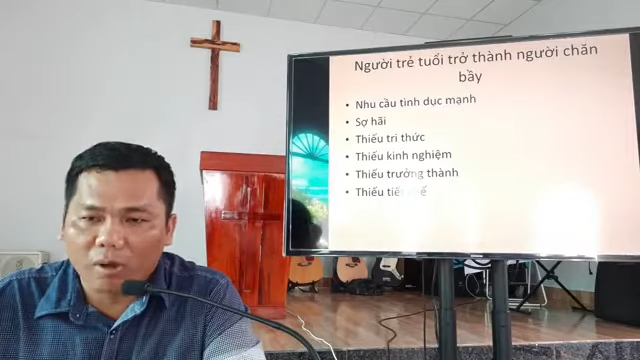 Người trẻ tuổi trở thành người chăn
bầy
• Nhu cầu tình dục mạnh
• Sợ hãi
• Thiếu tri thức
• Thiếu kinh nghiệm
• Thiếu trưởng thành
• Thiếu